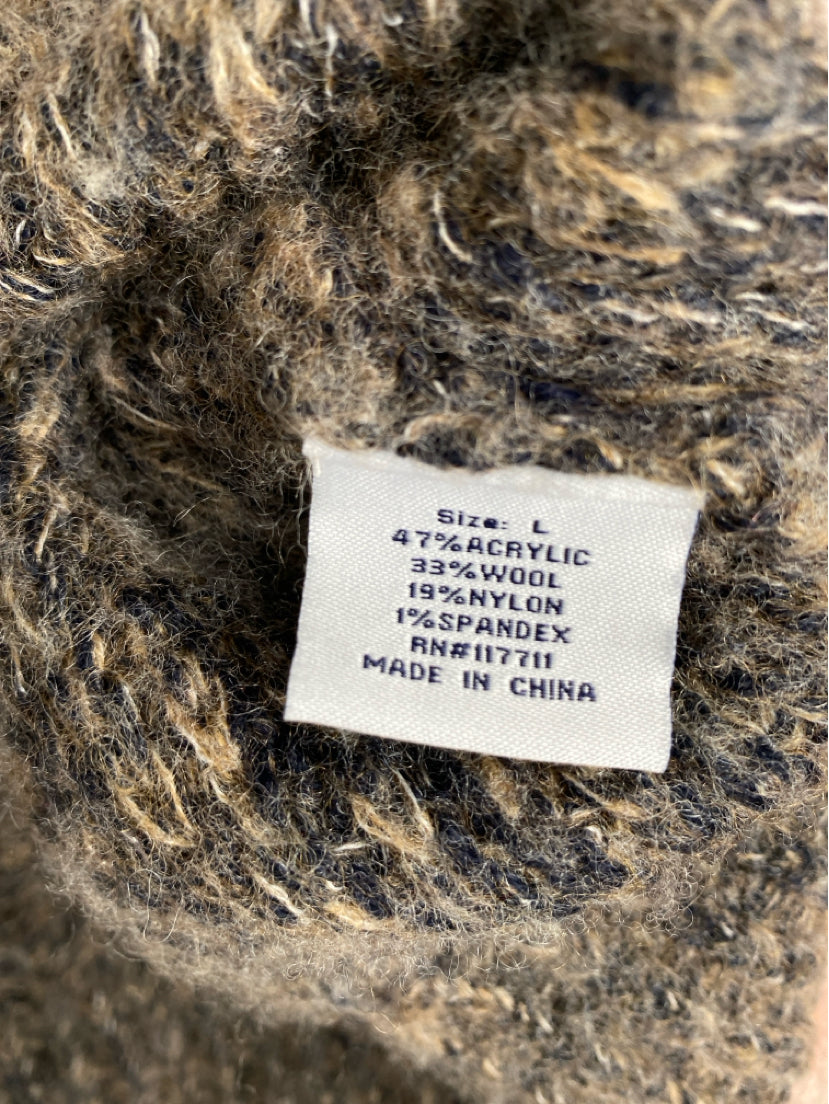 Size: L
47%ACRYLIC
33%WOOL
19%NYLON
1%SPANDEX
RN#117711
MADE IN CHINA